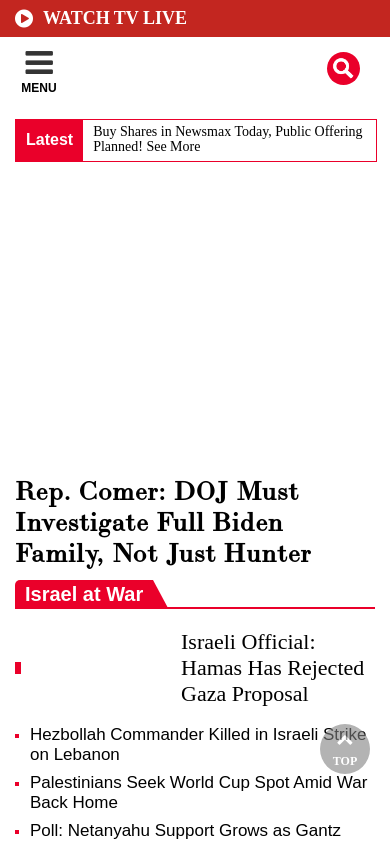 WATCH TV LIVE
MENU
Latest
Buy Shares in Newsmax Today, Public Offering
Planned! See More
Rep. Comer: DOJ Must
Investigate Full Biden
Family, Not Just Hunter
Israel at War
Israeli Official:
Hamas Has Rejected
Gaza Proposal
Hezbollah Commander Killed in Israeli Strike
on Lebanon
TOP
Palestinians Seek World Cup Spot Amid War
Back Home
Poll: Netanyahu Support Grows as Gantz